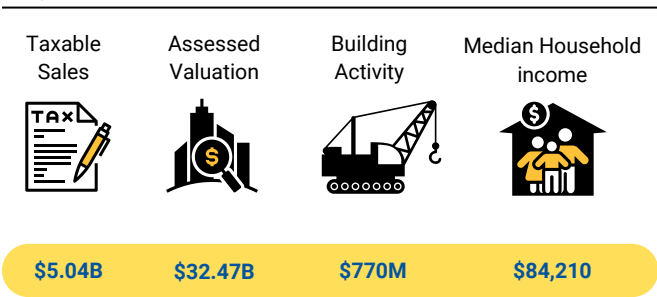 Taxable
Sales
Assessed
Valuation
Building
Activity
Median Household
income
TAX
$
$
$5.04B
$32.47B
$770M
$84,210